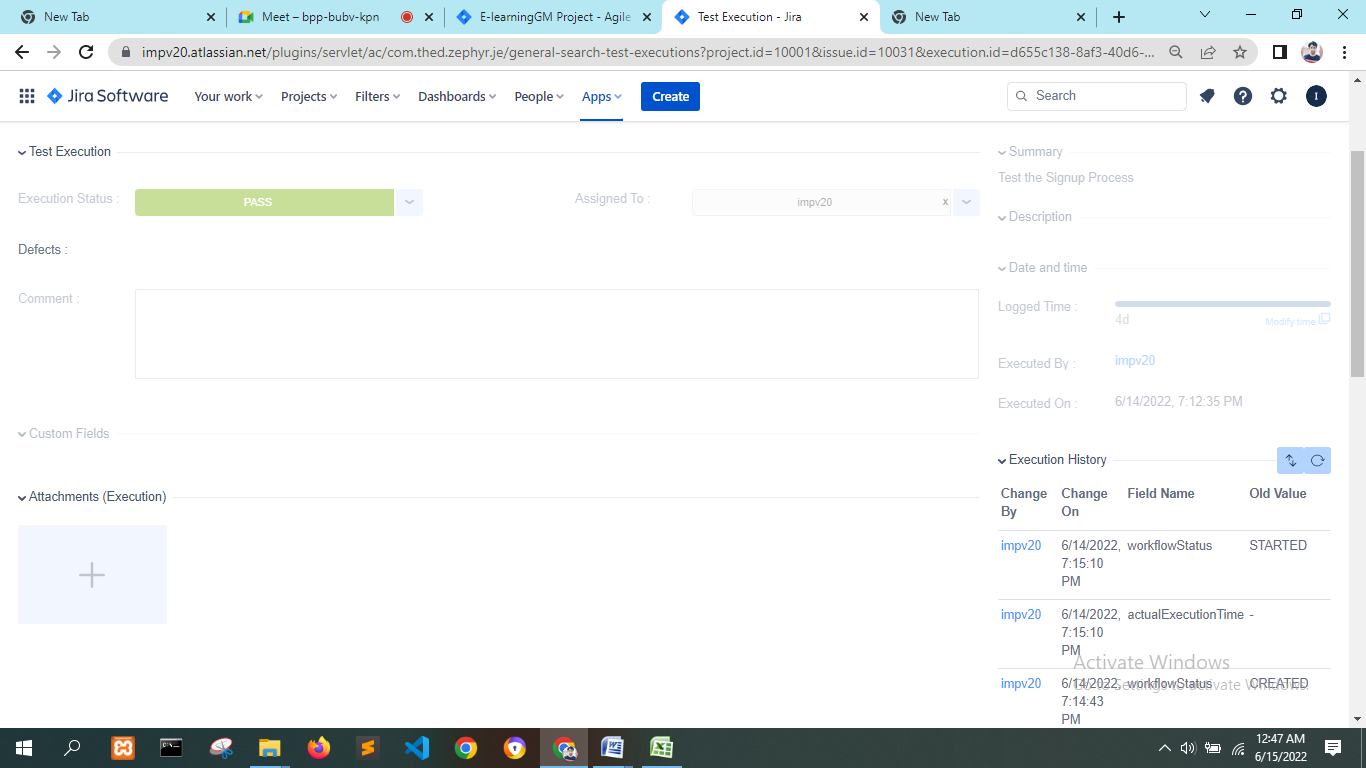 New Tab
Meet – bpp-bubv-kpn
E-learningGM Project - Agile
Test Execution - Jira
New Tab
impv20.atlassian.net/plugins/servlet/ac/com.thed.zephyr.je/general-search-test-executions?project.id=10001&issue.id=10031&execution.id=d655c138-8af3-40d6-...
Jira Software
Your work
Projects
Filters
Dashboards
People
Apps
Create
Search
I
Test Execution
Execution Status :
PASS
Assigned To :
impv20
x
Defects :
Comment :
Custom Fields
Attachments (Execution)
Summary
Test the Signup Process
Description
Date and time
Logged Time :
4d
Modify time
Executed By :
impv20
Executed On :
6/14/2022, 7:12:35 PM
Execution History
Change By Change On Field Name Old Value
impv20 6/14/2022, 7:15:10 PM workflowStatus STARTED
impv20 6/14/2022, 7:15:10 PM actualExecutionTime -
impv20 6/14/2022, 7:14:43 PM workflowStatus CREATED
Activate Windows
Go to Settings to activate Windows.
12:47 AM
6/15/2022